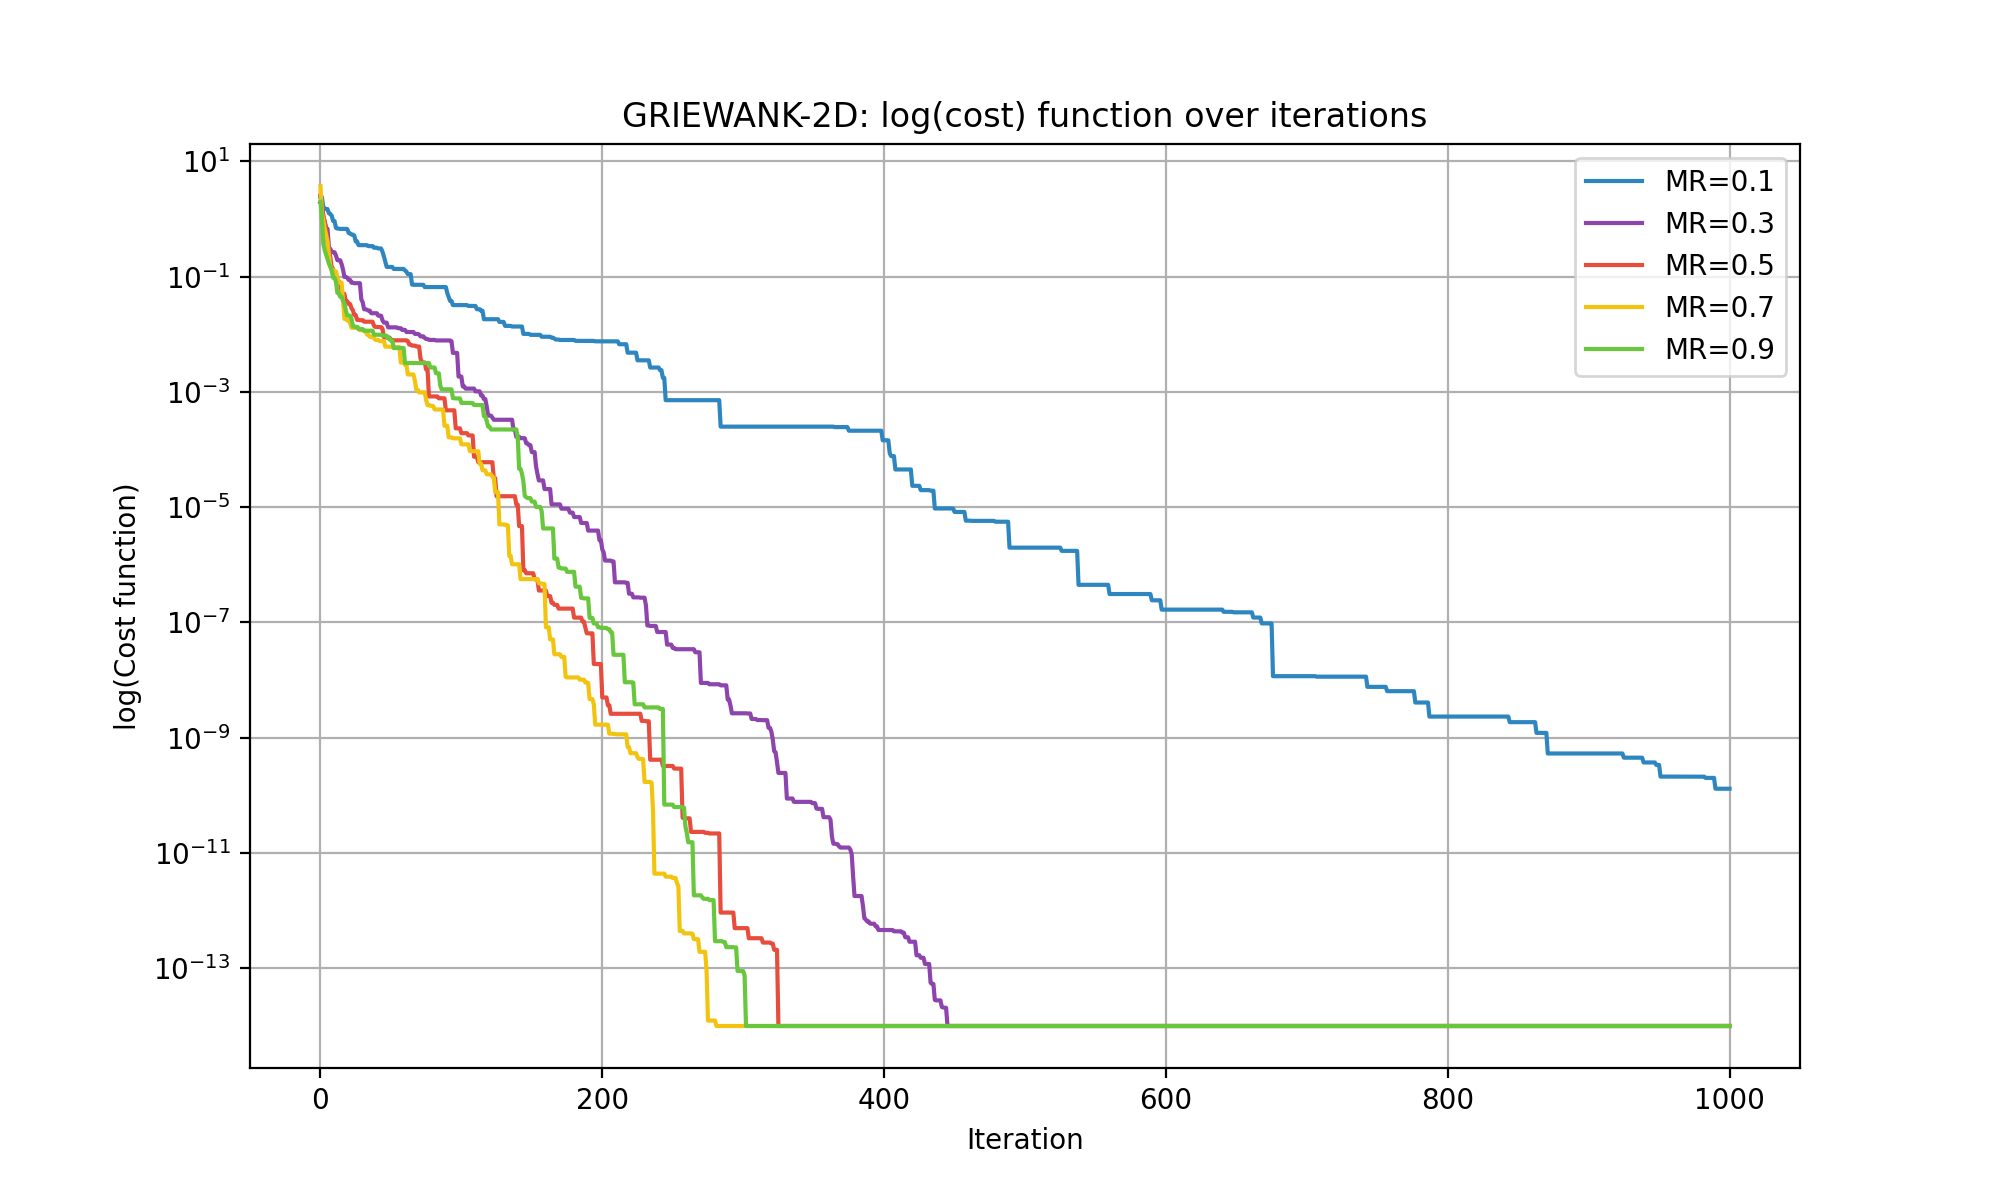 GRIEWANK-2D: log(cost) function over iterations
log(Cost function)
10¹
10⁻¹
10⁻³
10⁻⁵
10⁻⁷
10⁻⁹
10⁻¹¹
10⁻¹³
MR=0.1
MR=0.3
MR=0.5
MR=0.7
MR=0.9
0 200 400 600 800 1000
Iteration